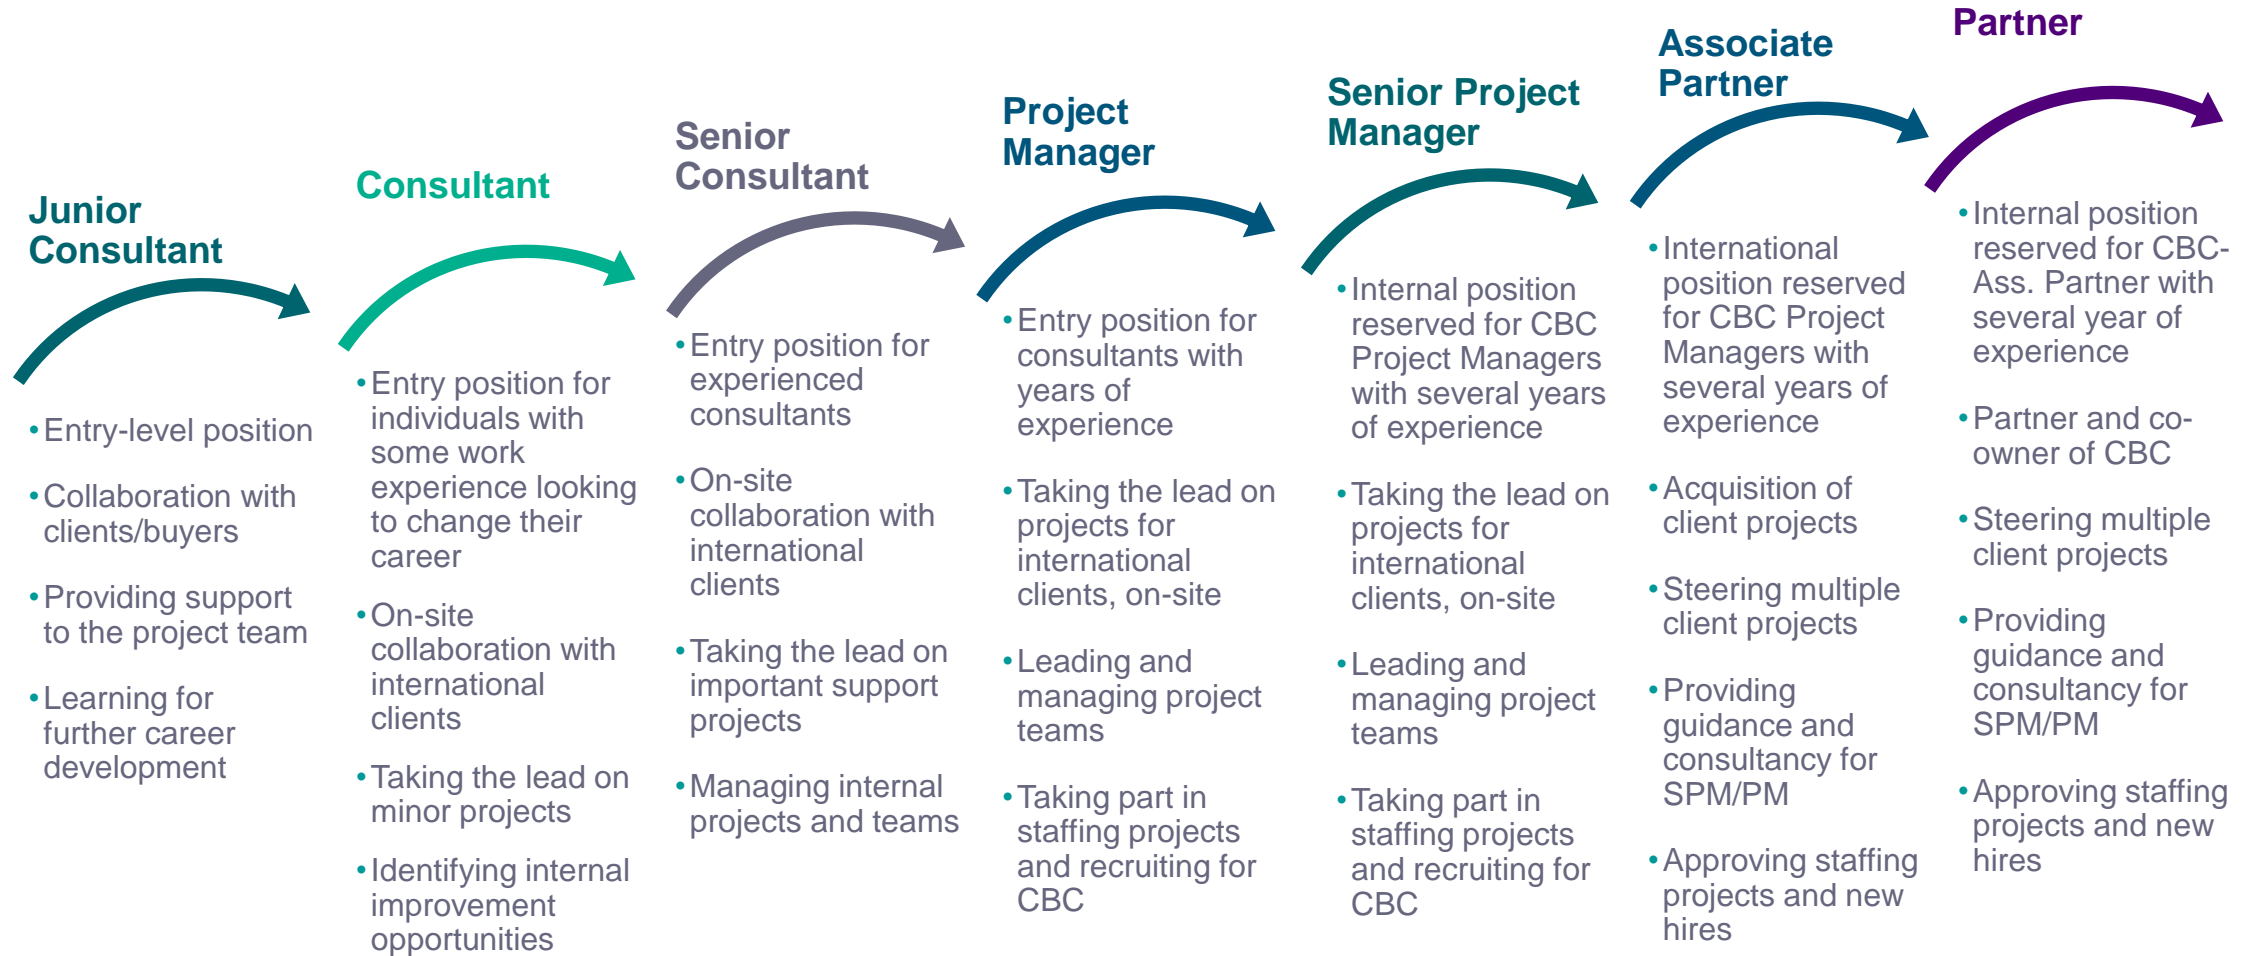 Junior
Consultant
•Entry-level position
•Collaboration with
clients/buyers
•Providing support
to the project team
•Learning for
further career
development
Consultant
•Entry position for
individuals with
some work
experience looking
to change their
career
•On-site
collaboration with
international
clients
•Taking the lead on
minor projects
•Identifying internal
improvement
opportunities
Senior
Consultant
•Entry position for
experienced
consultants
•On-site
collaboration with
international
clients
•Taking the lead on
important support
projects
•Managing internal
projects and teams
Project
Manager
•Entry position for
consultants with
years of
experience
•Taking the lead on
projects for
international
clients, on-site
•Leading and
managing project
teams
•Taking part in
staffing projects
and recruiting for
CBC
Senior Project
Manager
•Internal position
reserved for CBC
Project Managers
with several years
of experience
•Taking the lead on
projects for
international
clients, on-site
•Leading and
managing project
teams
•Taking part in
staffing projects
and recruiting for
CBC
Associate
Partner
•International
position reserved
for CBC Project
Managers with
several years of
experience
•Acquisition of
client projects
•Steering multiple
client projects
•Providing
guidance and
consultancy for
SPM/PM
•Approving staffing
projects and new
hires
Partner
•Internal position
reserved for CBC-
Ass. Partner with
several year of
experience
•Partner and co-
owner of CBC
•Steering multiple
client projects
•Providing
guidance and
consultancy for
SPM/PM
•Approving staffing
projects and new
hires